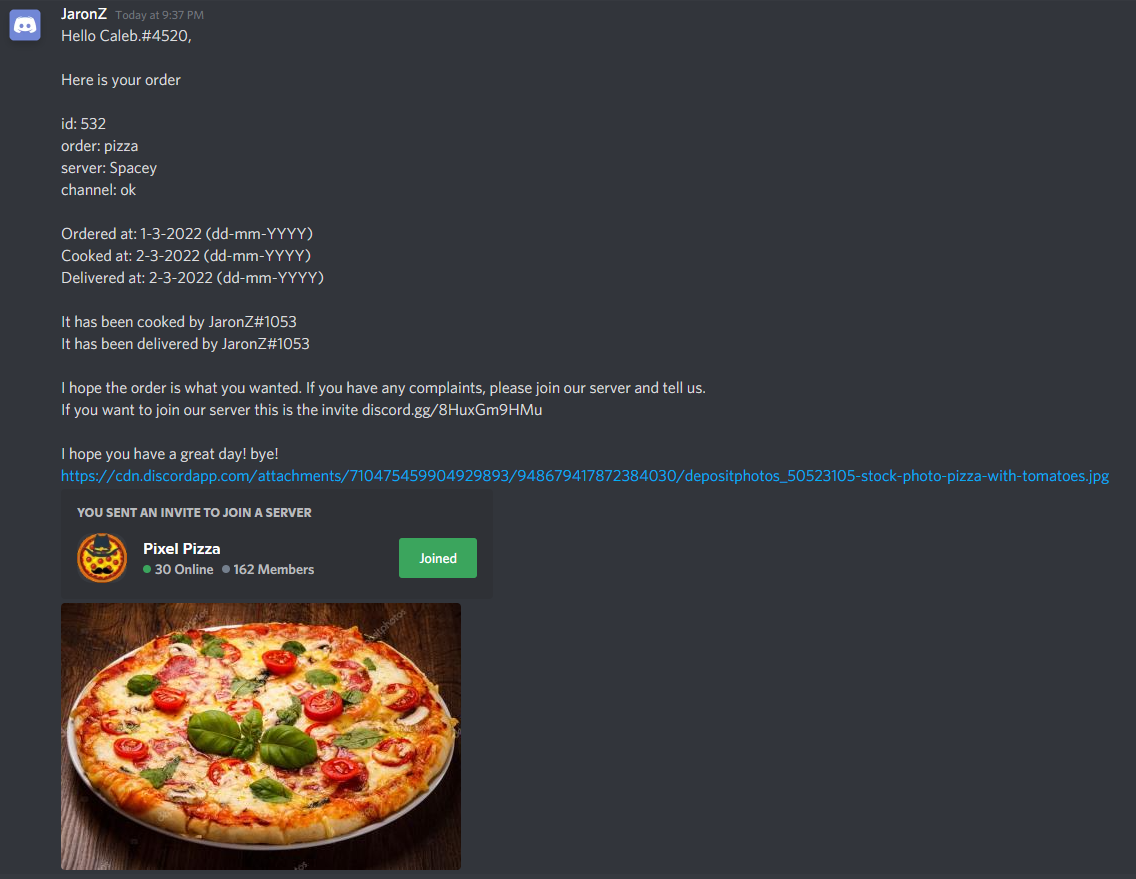 JaronZ Today at 9:37 PM
Hello Caleb.#4520,
Here is your order
id: 532
order: pizza
server: Spacey
channel: ok
Ordered at: 1-3-2022 (dd-mm-YYYY)
Cooked at: 2-3-2022 (dd-mm-YYYY)
Delivered at: 2-3-2022 (dd-mm-YYYY)
It has been cooked by JaronZ#1053
It has been delivered by JaronZ#1053
I hope the order is what you wanted. If you have any complaints, please join our server and tell us.
If you want to join our server this is the invite discord.gg/8HuxGm9HMu
I hope you have a great day! bye!
https://cdn.discordapp.com/attachments/710475459904929893/948679417872384030/depositphotos_50523105-stock-photo-pizza-with-tomatoes.jpg
YOU SENT AN INVITE TO JOIN A SERVER
Pixel Pizza
30 Online 162 Members
Joined